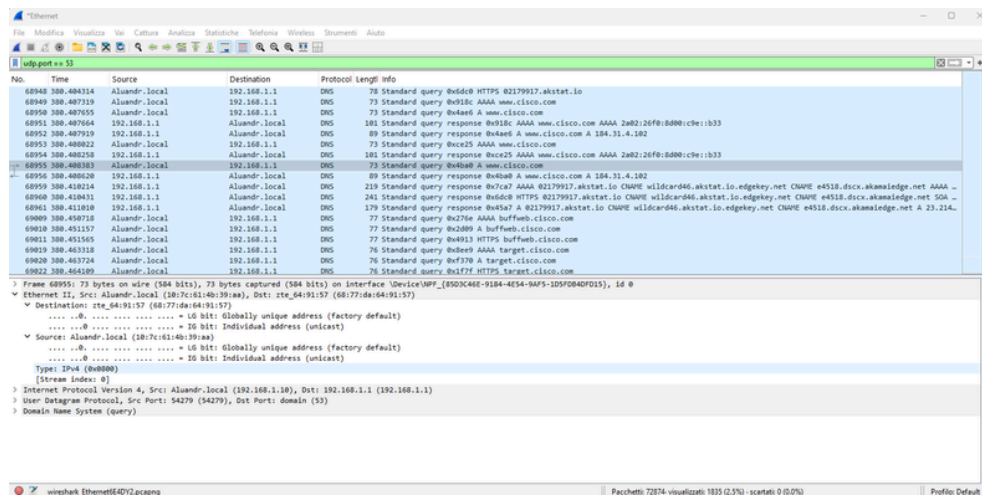 *Ethernet
File Modifica Visualizza Vai Cattura Analizza Statistiche Telefonia Wireless Strumenti Aiuto
udp.port == 53
No. Time Source Destination Protocol Lengtl Info
68948 380.404314 Aluandr.local 192.168.1.1 DNS 78 Standard query 0x6dc0 HTTPS 02179917.akstat.io
68949 380.407319 Aluandr.local 192.168.1.1 DNS 73 Standard query 0x918c AAAA www.cisco.com
68950 380.407655 Aluandr.local 192.168.1.1 DNS 73 Standard query 0x4ae6 A www.cisco.com
68951 380.407664 192.168.1.1 Aluandr.local DNS 101 Standard query response 0x918c AAAA www.cisco.com AAAA 2a02:26f0:8d00:c9e::b33
68952 380.407919 192.168.1.1 Aluandr.local DNS 89 Standard query response 0x4ae6 A www.cisco.com A 184.31.4.102
68953 380.408022 Aluandr.local 192.168.1.1 DNS 73 Standard query 0xce25 AAAA www.cisco.com
68954 380.408258 192.168.1.1 Aluandr.local DNS 101 Standard query response 0xce25 AAAA www.cisco.com AAAA 2a02:26f0:8d00:c9e::b33
68955 380.408383 Aluandr.local 192.168.1.1 DNS 73 Standard query 0x4ba0 A www.cisco.com
68956 380.408620 192.168.1.1 Aluandr.local DNS 89 Standard query response 0x4ba0 A www.cisco.com A 184.31.4.102
68959 380.410214 192.168.1.1 Aluandr.local DNS 219 Standard query response 0x7ca7 AAAA 02179917.akstat.io CNAME wildcard46.akstat.io.edgekey.net CNAME e4518.dscx.akamaiedge.net AAAA …
68960 380.410431 192.168.1.1 Aluandr.local DNS 241 Standard query response 0x6dc0 HTTPS 02179917.akstat.io CNAME wildcard46.akstat.io.edgekey.net CNAME e4518.dscx.akamaiedge.net SOA …
68961 380.411010 192.168.1.1 Aluandr.local DNS 179 Standard query response 0x45a7 A 02179917.akstat.io CNAME wildcard46.akstat.io.edgekey.net CNAME e4518.dscx.akamaiedge.net A 23.214…
69009 380.450718 Aluandr.local 192.168.1.1 DNS 77 Standard query 0x276e AAAA buffweb.cisco.com
69010 380.451157 Aluandr.local 192.168.1.1 DNS 77 Standard query 0x2d09 A buffweb.cisco.com
69011 380.451565 Aluandr.local 192.168.1.1 DNS 77 Standard query 0x4913 HTTPS buffweb.cisco.com
69019 380.463318 Aluandr.local 192.168.1.1 DNS 76 Standard query 0x8ee9 AAAA target.cisco.com
69020 380.463724 Aluandr.local 192.168.1.1 DNS 76 Standard query 0xf370 A target.cisco.com
69022 380.464109 Aluandr.local 192.168.1.1 DNS 76 Standard query 0x1f7f HTTPS target.cisco.com
Frame 68955: 73 bytes on wire (584 bits), 73 bytes captured (584 bits) on interface \Device\NPF_{85D3C46E-9184-4E54-9AF5-1D5FDB4DFD15}, id 0
Ethernet II, Src: Aluandr.local (10:7c:61:4b:39:aa), Dst: zte_64:91:57 (68:77:da:64:91:57)
Destination: zte_64:91:57 (68:77:da:64:91:57)
.... ..0. .... .... .... .... = LG bit: Globally unique address (factory default)
.... ...0 .... .... .... .... = IG bit: Individual address (unicast)
Source: Aluandr.local (10:7c:61:4b:39:aa)
.... ..0. .... .... .... .... = LG bit: Globally unique address (factory default)
.... ...0 .... .... .... .... = IG bit: Individual address (unicast)
Type: IPv4 (0x0800)
[Stream index: 0]
Internet Protocol Version 4, Src: Aluandr.local (192.168.1.10), Dst: 192.168.1.1 (192.168.1.1)
User Datagram Protocol, Src Port: 54279 (54279), Dst Port: domain (53)
Domain Name System (query)
wireshark_Ethernet6E4DY2.pcapng Pacchetti: 72874· visualizzati: 1835 (2.5%) · scartati: 0 (0.0%) Profilo: Default